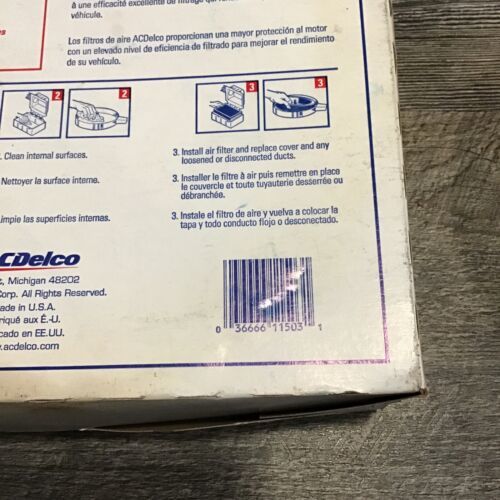 à une efficacité excellente de filtrage qui
véhicule.
Los filtros de aire ACDelco proporcionan una mayor protección al motor
con un elevado nivel de eficiencia de filtrado para mejorar el rendimiento
de su vehículo.
2
2
3
3
Clean internal surfaces.
Nettoyer la surface interne.
impie las superficies internas.
3. Install air filter and replace cover and any
loosened or disconnected ducts.
3. Installer le filtre à air puis remettre en place
le couvercle et toute tuyauterie desserrée ou
débranchée.
3. Instale el filtro de aire y vuelva a colocar la
tapa y todo conducto flojo o desconectado.
CDelco
t, Michigan 48202
Corp. All Rights Reserved.
ade in U.S.A.
riqué aux É.-U.
cado en EE.UU.
w.acdelco.com
0 36666 11503 1